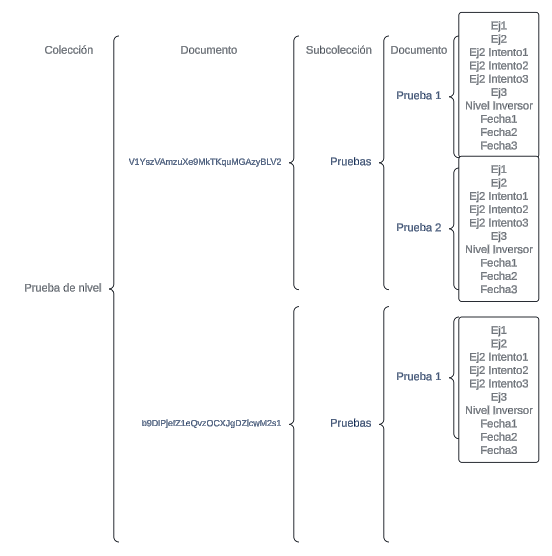 Colección
Documento
Subcolección
Documento
Prueba de nivel
V1YszVAmzuXe9MkTKquMGAzyBLV2
Pruebas
Prueba 1
Ej1
Ej2
Ej2 Intento1
Ej2 Intento2
Ej2 Intento3
Ej3
Nivel Inversor
Fecha1
Fecha2
Fecha3
Prueba 2
Ej1
Ej2
Ej2 Intento1
Ej2 Intento2
Ej2 Intento3
Ej3
Nivel Inversor
Fecha1
Fecha2
Fecha3
Pruebas
Prueba 1
Ej1
Ej2
Ej2 Intento1
Ej2 Intento2
Ej2 Intento3
Ej3
Nivel Inversor
Fecha1
Fecha2
Fecha3